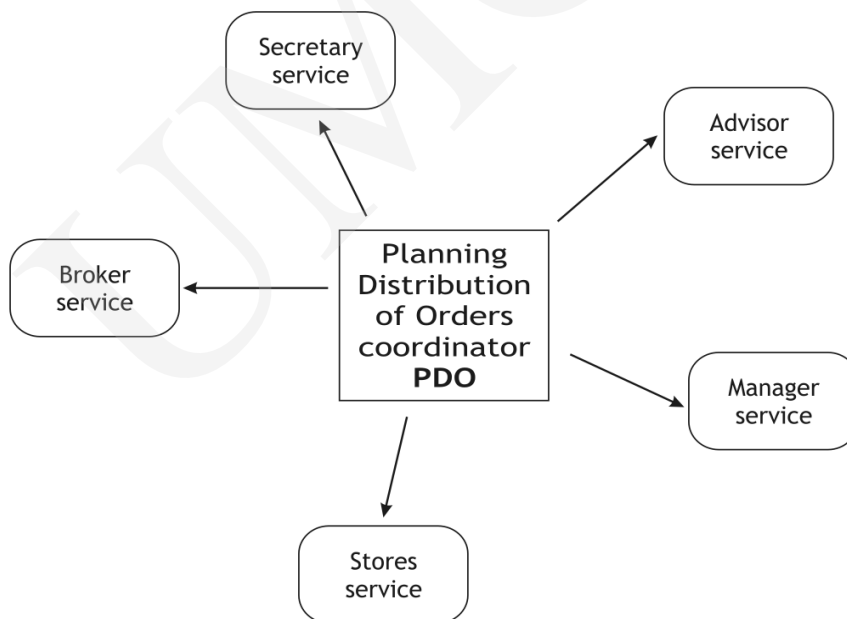 Secretary
service
Advisor
service
Broker
service
Planning
Distribution
of Orders
coordinator
PDO
Manager
service
Stores
service